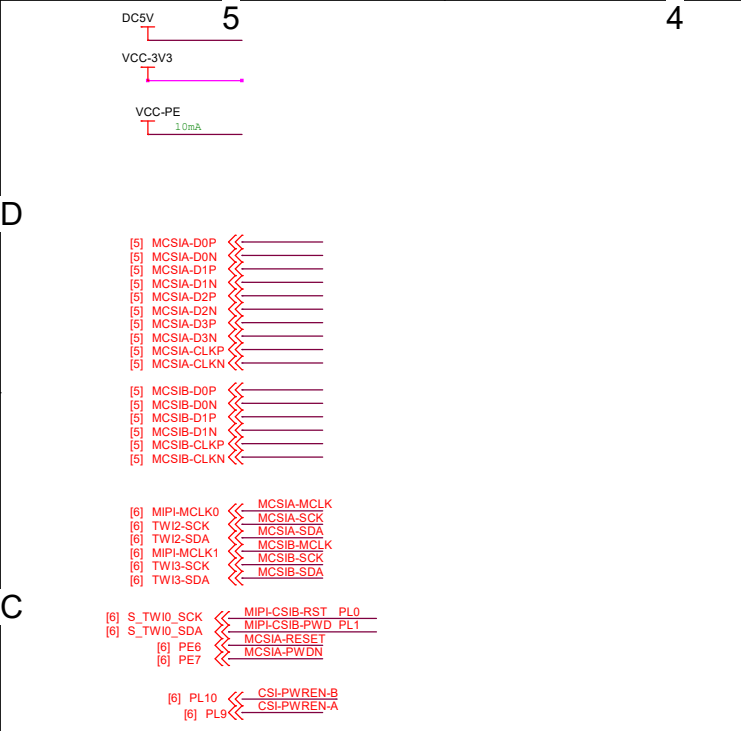 5 4
DC5V
VCC-3V3
VCC-PE
10mA
D
[5] MCSIA-D0P
[5] MCSIA-D0N
[5] MCSIA-D1P
[5] MCSIA-D1N
[5] MCSIA-D2P
[5] MCSIA-D2N
[5] MCSIA-D3P
[5] MCSIA-D3N
[5] MCSIA-CLKP
[5] MCSIA-CLKN
[5] MCSIB-D0P
[5] MCSIB-D0N
[5] MCSIB-D1P
[5] MCSIB-D1N
[5] MCSIB-CLKP
[5] MCSIB-CLKN
[6] MIPI-MCLK0 MCSIA-MCLK
[6] TWI2-SCK MCSIA-SCK
[6] TWI2-SDA MCSIA-SDA
[6] MIPI-MCLK1 MCSIB-MCLK
[6] TWI3-SCK MCSIB-SCK
[6] TWI3-SDA MCSIB-SDA
C
[6] S_TWI0_SCK MIPI-CSIB-RST PL0
[6] S_TWI0_SDA MIPI-CSIB-PWD PL1
[6] PE6 MCSIA-RESET
[6] PE7 MCSIA-PWDN
[6] PL10 CSI-PWREN-B
[6] PL9 CSI-PWREN-A